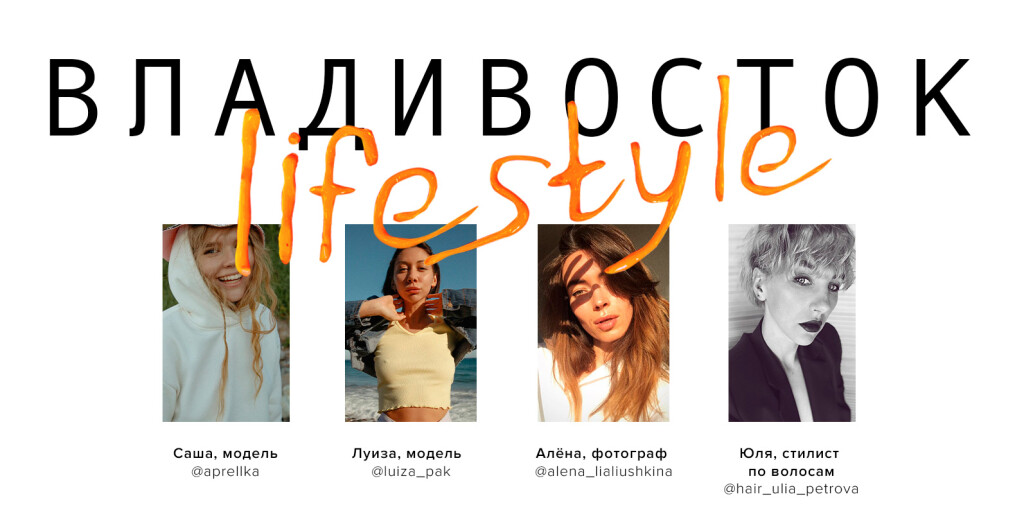 ВЛАДИВОСТОК
lifestyle
Саша, модель
@aprellka
Луиза, модель
@luiza_pak
Алёна, фотограф
@alena_lialiushkina
Юля, стилист
по волосам
@hair_ulia_petrova